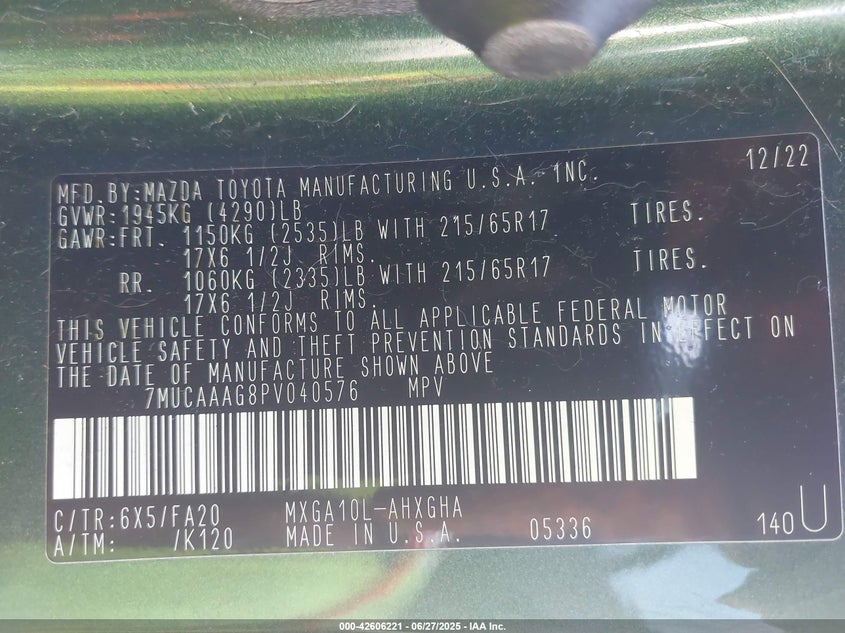 12/22
MFD.BY:MAZDA TOYOTA MANUFACTURING U.S.A. INC.
GVWR:1945KG (4290)LB
GAWR:FRT. 1150KG (2535)LB WITH 215/65R17 TIRES.
17X6 1/2J RIMS.
RR. 1060KG (2335)LB WITH 215/65R17 TIRES.
17X6 1/2J RIMS.
THIS VEHICLE CONFORMS TO ALL APPLICABLE FEDERAL MOTOR
VEHICLE SAFETY AND THEFT PREVENTION STANDARDS IN EFFECT ON
THE DATE OF MANUFACTURE SHOWN ABOVE
7MUCAAAG8PV040576 MPV
C/TR:6X5/FA20 MXGA10L-AHXGHA
A/TM: /K120 MADE IN U.S.A. 05336 140 U
000-42606221 - 06/27/2025 - IAA Inc.